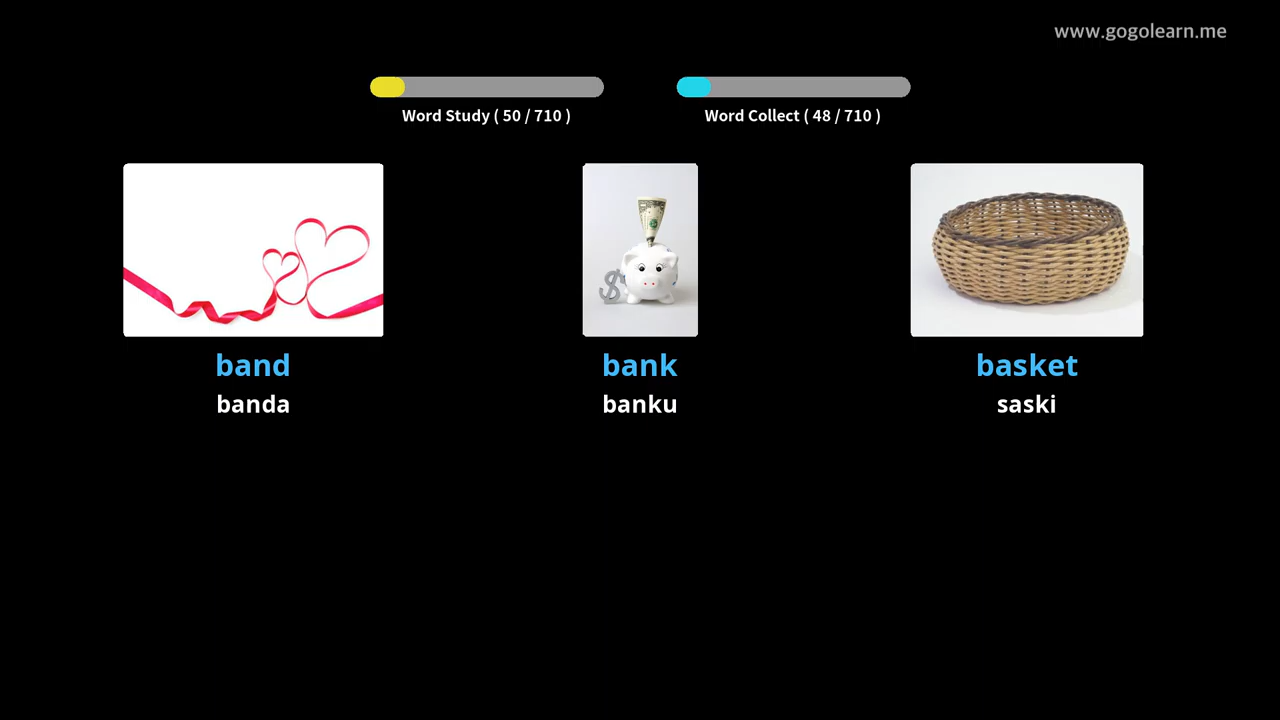 www.gogolearn.me
Word Study ( 50 / 710 )
Word Collect ( 48 / 710 )
band
banda
bank
banku
basket
saski